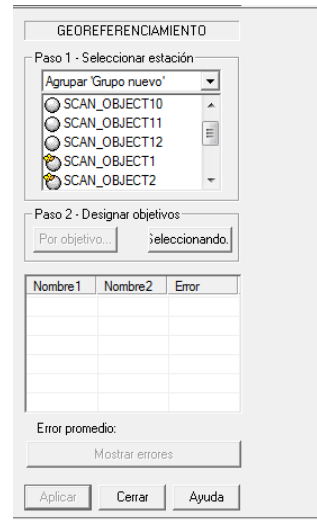 GEOREFERENCIAMIENTO
Paso 1 - Seleccionar estación
Agrupar 'Grupo nuevo'
SCAN_OBJECT10
SCAN_OBJECT11
SCAN_OBJECT12
SCAN_OBJECT1
SCAN_OBJECT2
Paso 2 - Designar objetivos
Por objetivo... eleccionando.
Nombre1 Nombre2 Error
Error promedio:
Mostrar errores
Aplicar Cerrar Ayuda